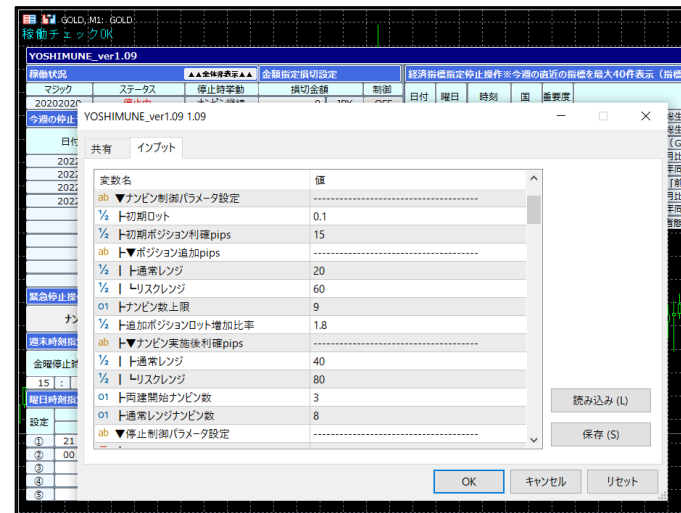 GOLD, M1: GOLD
稼働チェックOK
YOSHIMUNE_ver1.09
稼働状況 ▲▲全体非表示▲▲ 金額指定損切設定 経済指標指定停止操作※今週の直近の指標を最大40件表示（指標
マジック ステータス 停止時挙動 損切金額 制御 日付 曜日 時刻 国 重要度
20202020 停止中 ナンピン継続 0 JPY OFF
今週の停止
日付
2022
2022
2022
2022
緊急停止操
ナン
週末時刻指
金曜停止時
15 :
曜日時刻指
設定
① 21
② 00
③
④
⑤
YOSHIMUNE_ver1.09 1.09
共有 インプット
変数名 値
ab ▼ナンピン制御パラメータ設定 --------------------------------------
½ ┣初期ロット 0.1
½ ┣初期ポジション利確pips 15
ab ┣▼ポジション追加pips --------------------------------------
½ ┃ ┣通常レンジ 20
½ ┃ ┗リスクレンジ 60
01 ┣ナンピン数上限 9
½ ┣追加ポジションロット増加比率 1.8
ab ┣▼ナンピン実施後利確pips --------------------------------------
½ ┃ ┣通常レンジ 40
½ ┃ ┗リスクレンジ 80
01 ┣両建開始ナンピン数 3
01 ┣通常レンジナンピン数 8
ab ▼停止制御パラメータ設定 --------------------------------------
読み込み (L)
保存 (S)
OK キャンセル リセット